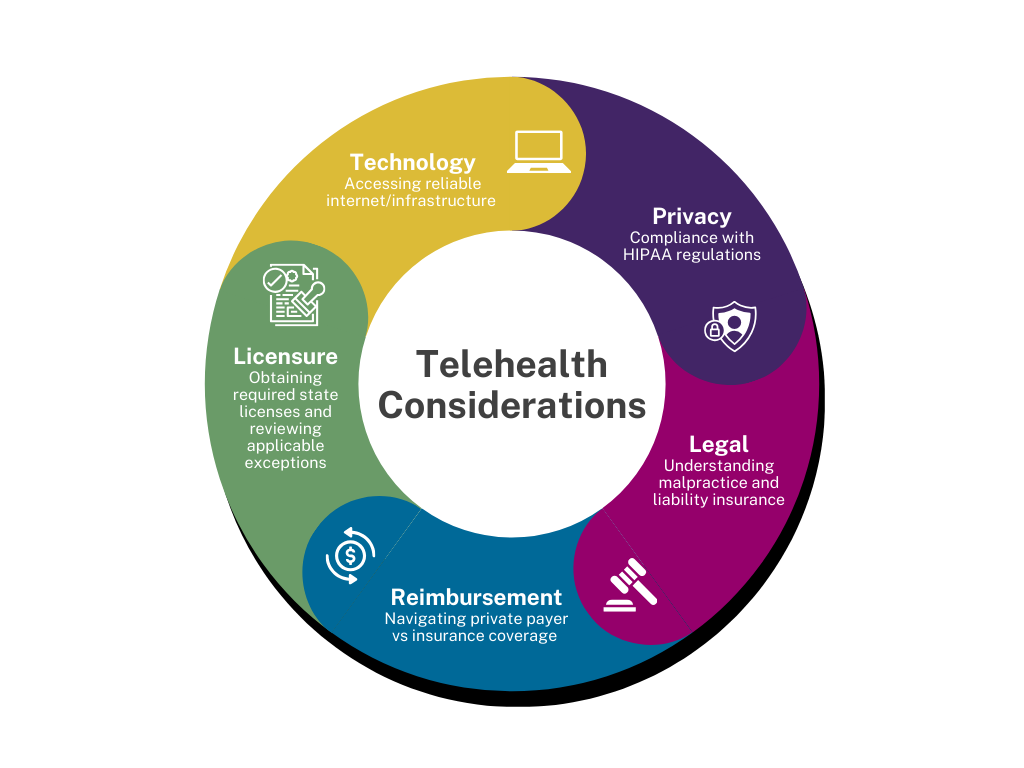 Technology
Accessing reliable
internet/infrastructure
Privacy
Compliance with
HIPAA regulations
Licensure
Obtaining
required state
licenses and
reviewing
applicable
exceptions
Telehealth
Considerations
Legal
Understanding
malpractice and
liability insurance
$
Reimbursement
Navigating private payer
vs insurance coverage